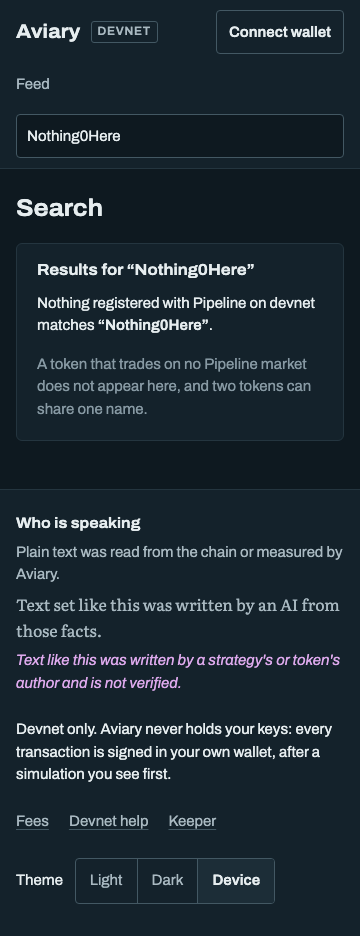 Aviary DEVNET Connect wallet
Feed
Nothing0Here
Search
Results for “Nothing0Here”
Nothing registered with Pipeline on devnet
matches “Nothing0Here”.
A token that trades on no Pipeline market
does not appear here, and two tokens can
share one name.
Who is speaking
Plain text was read from the chain or measured by
Aviary.
Text set like this was written by an AI from
those facts.
Text like this was written by a strategy's or token's
author and is not verified.
Devnet only. Aviary never holds your keys: every
transaction is signed in your own wallet, after a
simulation you see first.
Fees Devnet help Keeper
Theme Light Dark Device